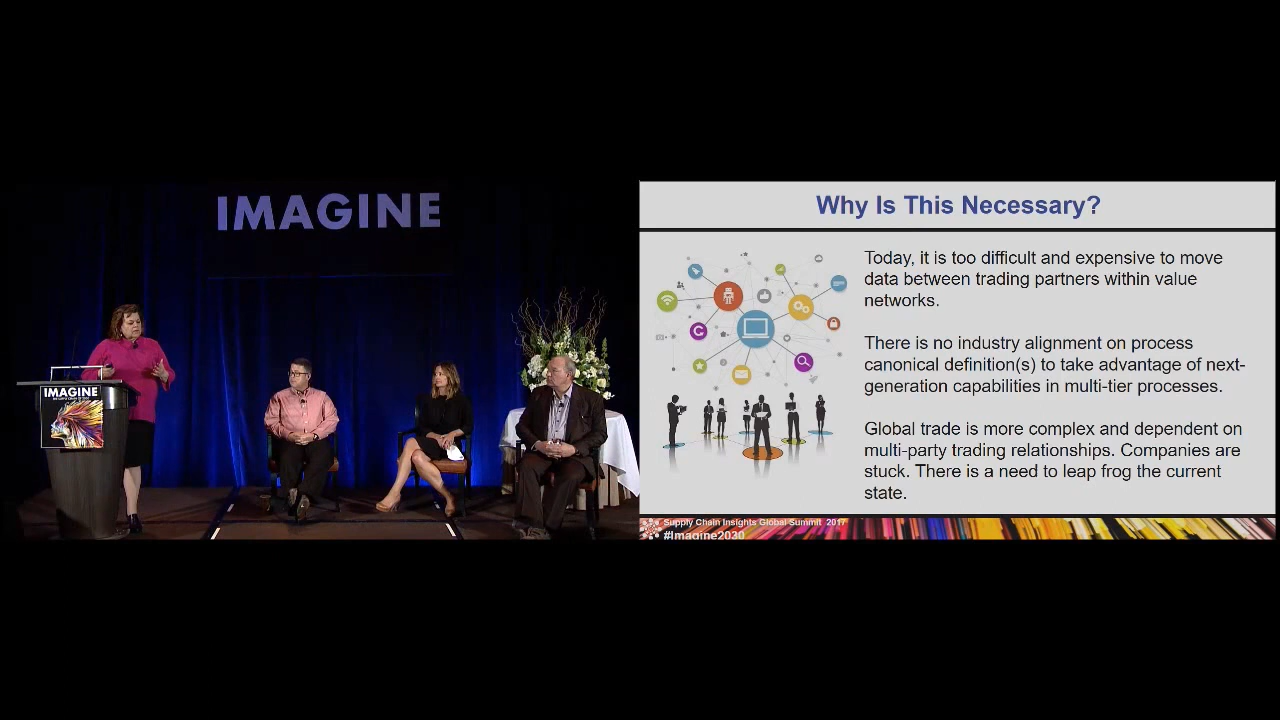 IMAGINE
IMAGINE
Why Is This Necessary?
Today, it is too difficult and expensive to move
data between trading partners within value
networks.
There is no industry alignment on process
canonical definition(s) to take advantage of next-
generation capabilities in multi-tier processes.
Global trade is more complex and dependent on
multi-party trading relationships. Companies are
stuck. There is a need to leap frog the current
state.
Supply Chain Insights Global Summit 2017
#Imagine2030